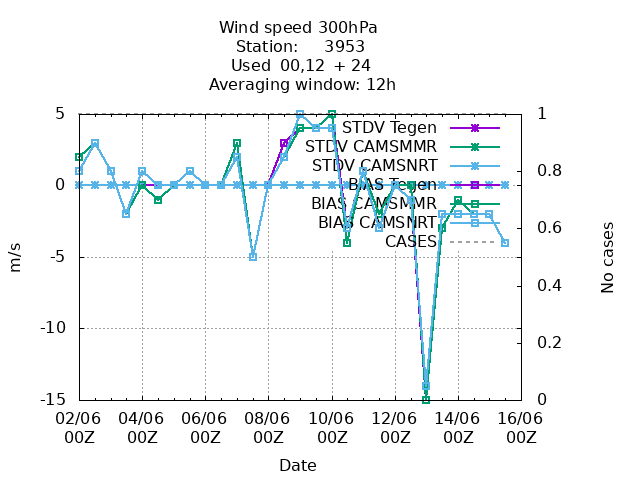 Wind speed 300hPa
Station: 3953
Used 00,12 + 24
Averaging window: 12h
5
0
-5
-10
-15
m/s
1
0.8
0.6
0.4
0.2
0
No cases
STDV Tegen
STDV CAMSMMR
STDV CAMSNRT
BIAS Tegen
BIAS CAMSMMR
BIAS CAMSNRT
CASES
02/06 04/06 06/06 08/06 10/06 12/06 14/06 16/06
00Z 00Z 00Z 00Z 00Z 00Z 00Z 00Z
Date